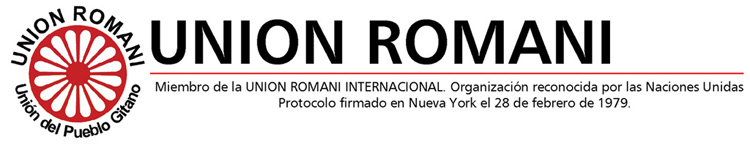 UNION ROMANI
Unión del Pueblo Gitano
UNION ROMANI
Miembro de la UNION ROMANI INTERNACIONAL. Organización reconocida por las Naciones Unidas
Protocolo firmado en Nueva York el 28 de febrero de 1979.